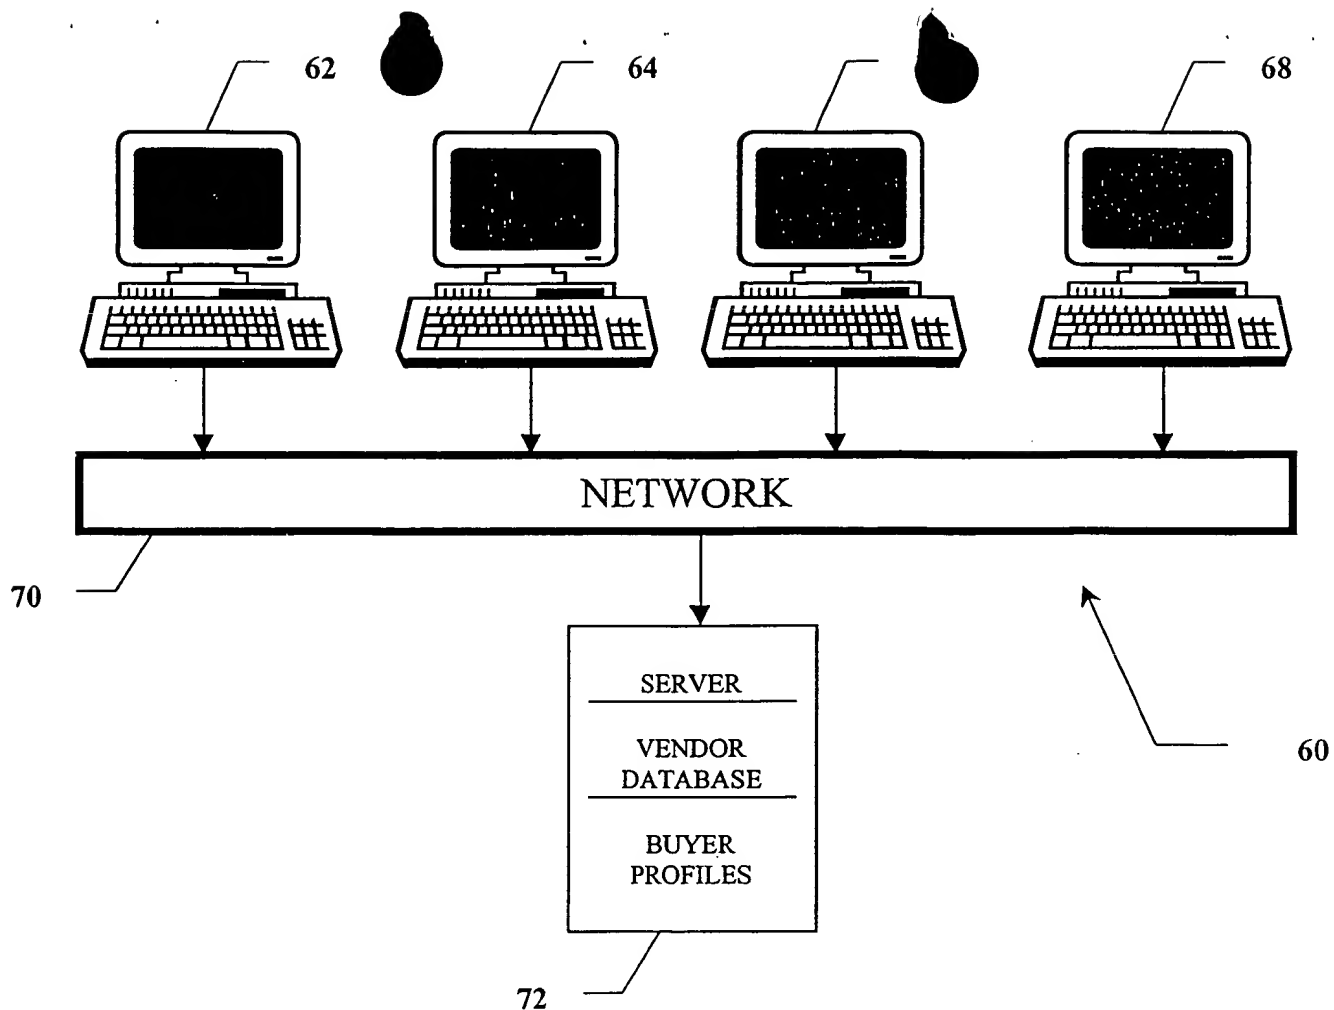 62
64
68
NETWORK
70
SERVER
VENDOR
DATABASE
60
BUYER
PROFILES
72